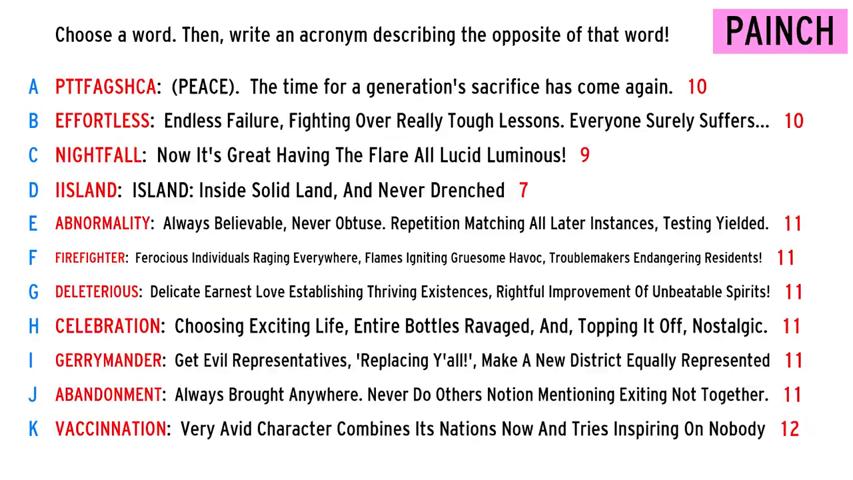 Choose a word. Then, write an acronym describing the opposite of that word! PAINCH
A PTTFAGSHCA: (PEACE). The time for a generation's sacrifice has come again. 10
B EFFORTLESS: Endless Failure, Fighting Over Really Tough Lessons. Everyone Surely Suffers... 10
C NIGHTFALL: Now It's Great Having The Flare All Lucid Luminous! 9
D IISLAND: ISLAND: Inside Solid Land, And Never Drenched 7
E ABNORMALITY: Always Believable, Never Obtuse. Repetition Matching All Later Instances, Testing Yielded. 11
F FIREFIGHTER: Ferocious Individuals Raging Everywhere, Flames Igniting Gruesome Havoc, Troublemakers Endangering Residents! 11
G DELETERIOUS: Delicate Earnest Love Establishing Thriving Existences, Rightful Improvement Of Unbeatable Spirits! 11
H CELEBRATION: Choosing Exciting Life, Entire Bottles Ravaged, And, Topping It Off, Nostalgic. 11
I GERRYMANDER: Get Evil Representatives, 'Replacing Y'all!', Make A New District Equally Represented 11
J ABANDONMENT: Always Brought Anywhere. Never Do Others Notion Mentioning Exiting Not Together. 11
K VACCINNATION: Very Avid Character Combines Its Nations Now And Tries Inspiring On Nobody 12